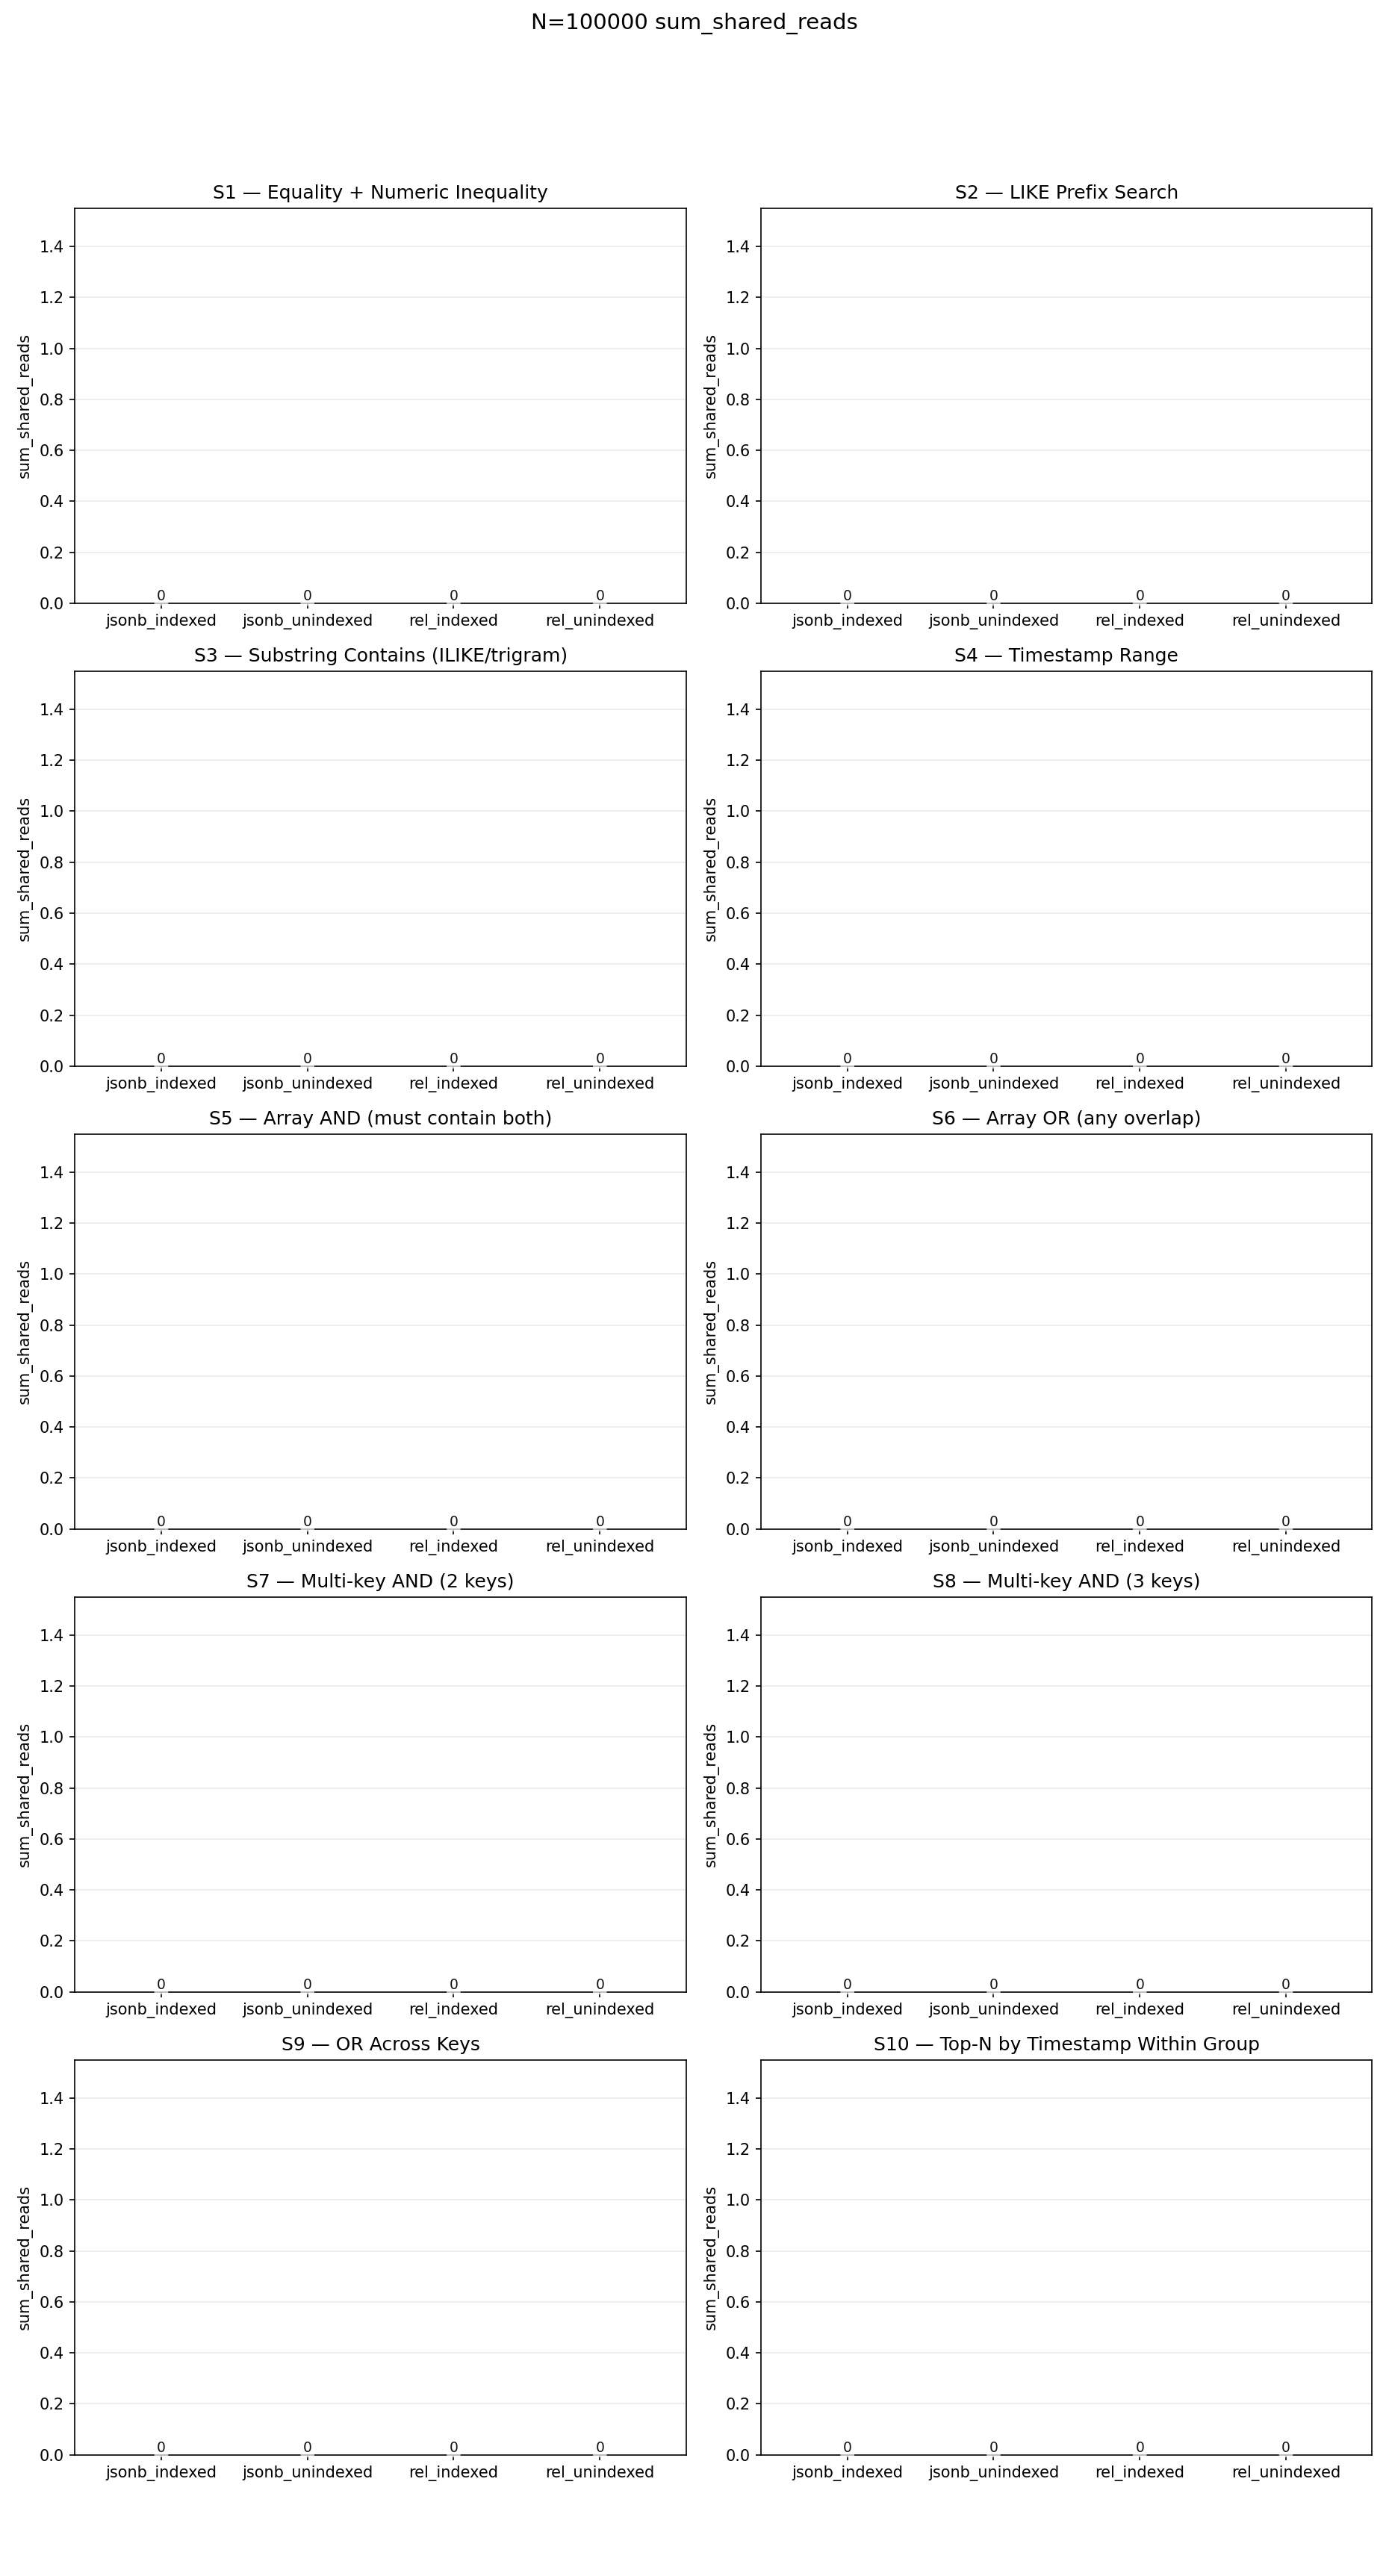 N=100000 sum_shared_reads
S1 — Equality + Numeric Inequality
sum_shared_reads
1.4
1.2
1.0
0.8
0.6
0.4
0.2
0.0
0 0 0 0
jsonb_indexed jsonb_unindexed rel_indexed rel_unindexed
S2 — LIKE Prefix Search
sum_shared_reads
1.4
1.2
1.0
0.8
0.6
0.4
0.2
0.0
0 0 0 0
jsonb_indexed jsonb_unindexed rel_indexed rel_unindexed
S3 — Substring Contains (ILIKE/trigram)
sum_shared_reads
1.4
1.2
1.0
0.8
0.6
0.4
0.2
0.0
0 0 0 0
jsonb_indexed jsonb_unindexed rel_indexed rel_unindexed
S4 — Timestamp Range
sum_shared_reads
1.4
1.2
1.0
0.8
0.6
0.4
0.2
0.0
0 0 0 0
jsonb_indexed jsonb_unindexed rel_indexed rel_unindexed
S5 — Array AND (must contain both)
sum_shared_reads
1.4
1.2
1.0
0.8
0.6
0.4
0.2
0.0
0 0 0 0
jsonb_indexed jsonb_unindexed rel_indexed rel_unindexed
S6 — Array OR (any overlap)
sum_shared_reads
1.4
1.2
1.0
0.8
0.6
0.4
0.2
0.0
0 0 0 0
jsonb_indexed jsonb_unindexed rel_indexed rel_unindexed
S7 — Multi-key AND (2 keys)
sum_shared_reads
1.4
1.2
1.0
0.8
0.6
0.4
0.2
0.0
0 0 0 0
jsonb_indexed jsonb_unindexed rel_indexed rel_unindexed
S8 — Multi-key AND (3 keys)
sum_shared_reads
1.4
1.2
1.0
0.8
0.6
0.4
0.2
0.0
0 0 0 0
jsonb_indexed jsonb_unindexed rel_indexed rel_unindexed
S9 — OR Across Keys
sum_shared_reads
1.4
1.2
1.0
0.8
0.6
0.4
0.2
0.0
0 0 0 0
jsonb_indexed jsonb_unindexed rel_indexed rel_unindexed
S10 — Top-N by Timestamp Within Group
sum_shared_reads
1.4
1.2
1.0
0.8
0.6
0.4
0.2
0.0
0 0 0 0
jsonb_indexed jsonb_unindexed rel_indexed rel_unindexed